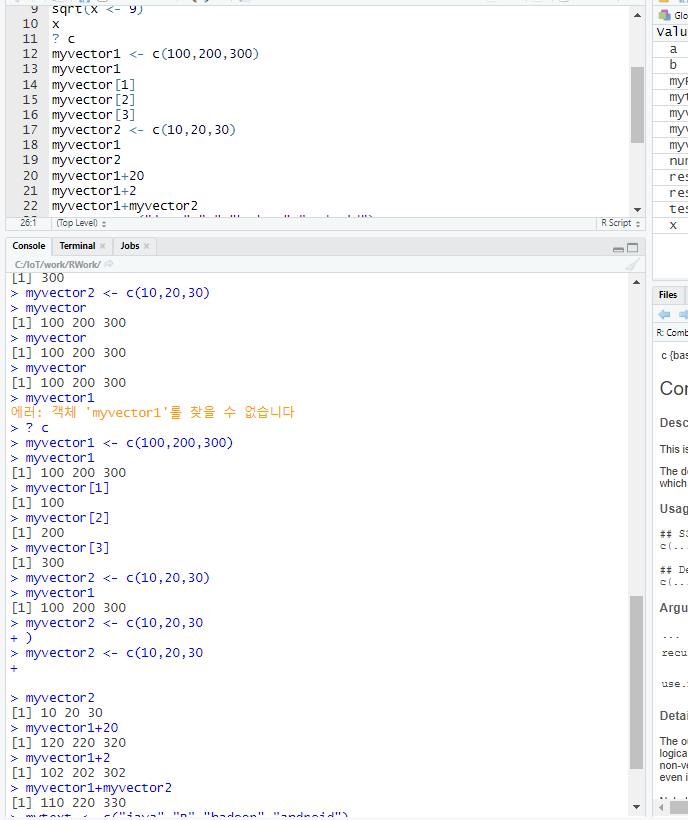 9 sqrt(x <- 9)
10 x
11 ? c
12 myvector1 <- c(100,200,300)
13 myvector1
14 myvector[1]
15 myvector[2]
16 myvector[3]
17 myvector2 <- c(10,20,30)
18 myvector1
19 myvector2
20 myvector1+20
21 myvector1+2
22 myvector1+myvector2
26:1 (Top Level) R Script
Console Terminal Jobs
C:/IoT/work/RWork/
[1] 300
> myvector2 <- c(10,20,30)
> myvector
[1] 100 200 300
> myvector
[1] 100 200 300
> myvector
[1] 100 200 300
> myvector1
에러: 객체 'myvector1'를 찾을 수 없습니다
> ? c
> myvector1 <- c(100,200,300)
> myvector1
[1] 100 200 300
> myvector[1]
[1] 100
> myvector[2]
[1] 200
> myvector[3]
[1] 300
> myvector2 <- c(10,20,30)
> myvector1
[1] 100 200 300
> myvector2 <- c(10,20,30
+ )
> myvector2 <- c(10,20,30
+
> myvector2
[1] 10 20 30
> myvector1+20
[1] 120 220 320
> myvector1+2
[1] 102 202 302
> myvector1+myvector2
[1] 110 220 330
> mytext <- c("java","R","hadoop","android")
Glo
Valu
a
b
myR
myt
myv
myv
myv
num
res
res
tes
x
Files
R: Comb
c {bas
Com
Desc
This is
The de
which
Usag
## S3
c(...
## De
c(...
Argu
...
recu
use.
Detai
The ou
logica
non-ve
even i